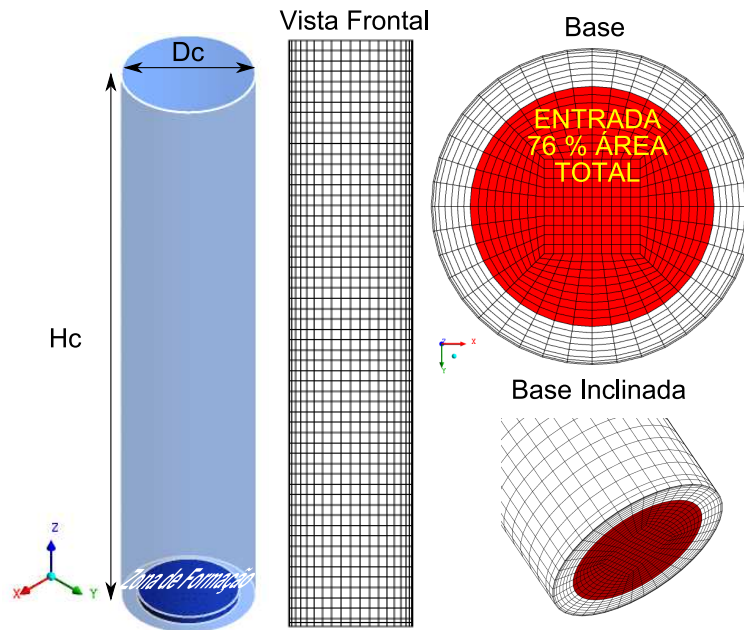 Vista Frontal
Base
Dc
ENTRADA
76 % ÁREA
TOTAL
Hc
Z
X
Y
Base Inclinada
Zona de Formação
Z
X
Y